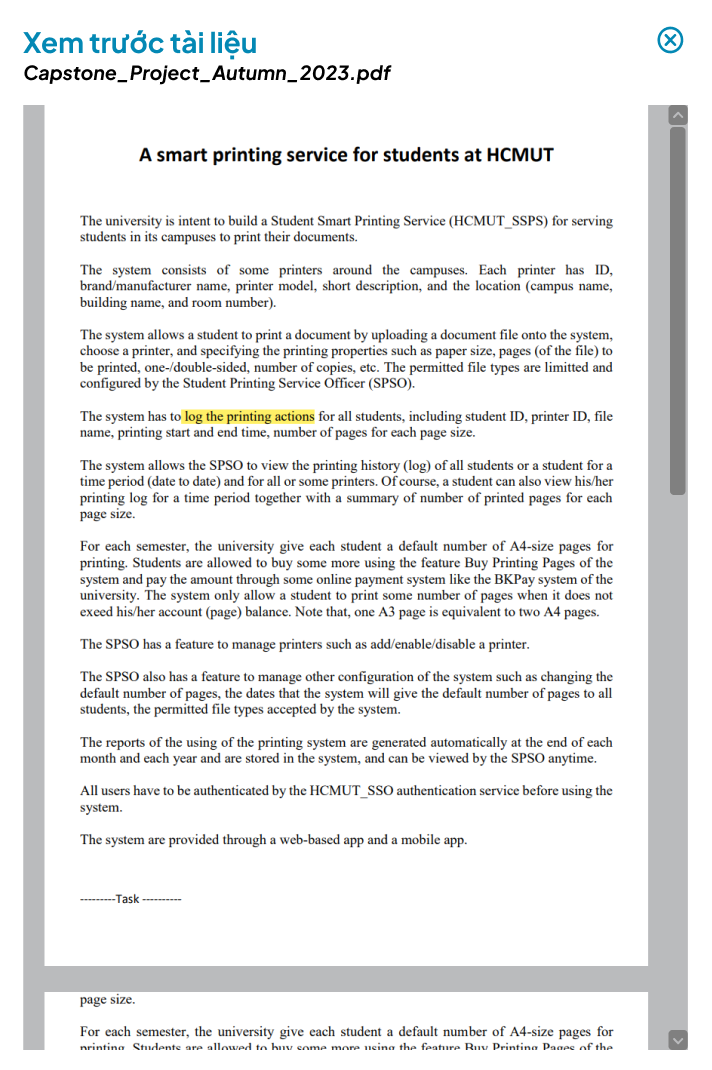 Xem trước tài liệu
Capstone_Project_Autumn_2023.pdf
A smart printing service for students at HCMUT
The university is intent to build a Student Smart Printing Service (HCMUT_SSPS) for serving
students in its campuses to print their documents.
The system consists of some printers around the campuses. Each printer has ID,
brand/manufacturer name, printer model, short description, and the location (campus name,
building name, and room number).
The system allows a student to print a document by uploading a document file onto the system,
choose a printer, and specifying the printing properties such as paper size, pages (of the file) to
be printed, one-/double-sided, number of copies, etc. The permitted file types are limitted and
configured by the Student Printing Service Officer (SPSO).
The system has to log the printing actions for all students, including student ID, printer ID, file
name, printing start and end time, number of pages for each page size.
The system allows the SPSO to view the printing history (log) of all students or a student for a
time period (date to date) and for all or some printers. Of course, a student can also view his/her
printing log for a time period together with a summary of number of printed pages for each
page size.
For each semester, the university give each student a default number of A4-size pages for
printing. Students are allowed to buy some more using the feature Buy Printing Pages of the
system and pay the amount through some online payment system like the BKPay system of the
university. The system only allow a student to print some number of pages when it does not
exeed his/her account (page) balance. Note that, one A3 page is equivalent to two A4 pages.
The SPSO has a feature to manage printers such as add/enable/disable a printer.
The SPSO also has a feature to manage other configuration of the system such as changing the
default number of pages, the dates that the system will give the default number of pages to all
students, the permitted file types accepted by the system.
The reports of the using of the printing system are generated automatically at the end of each
month and each year and are stored in the system, and can be viewed by the SPSO anytime.
All users have to be authenticated by the HCMUT_SSO authentication service before using the
system.
The system are provided through a web-based app and a mobile app.
---------Task ----------
page size.
For each semester, the university give each student a default number of A4-size pages for
printing. Students are allowed to buy some more using the feature Buy Printing Pages of the